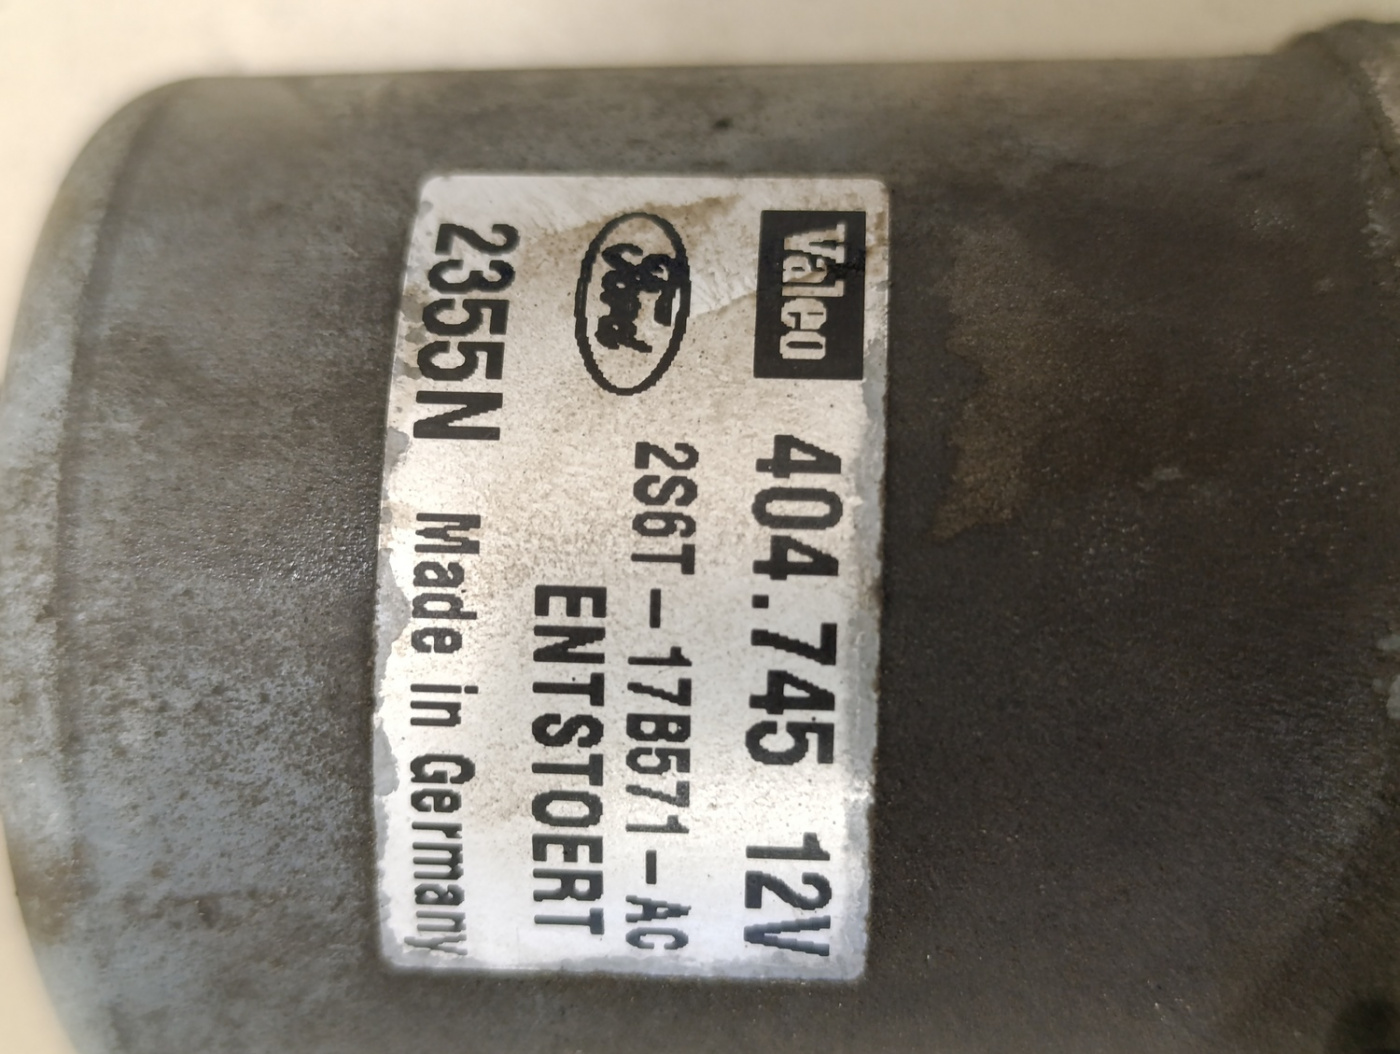 Valeo 404.745 12V
Ford 2S6T-17B571-AC
ENTSTOERT
2355N Made in Germany